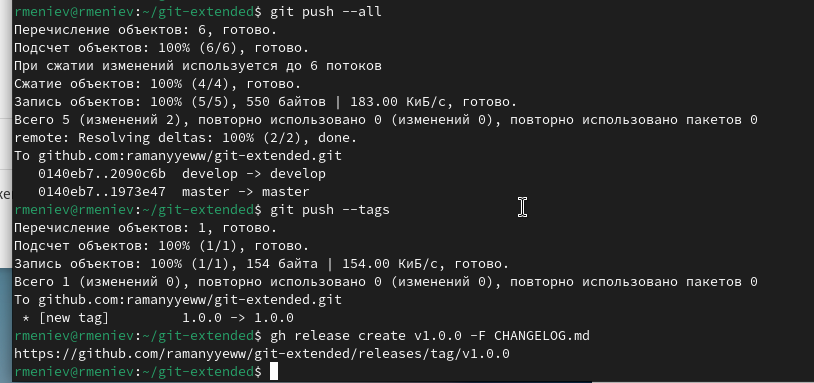 rmeniev@rmeniev:~/git-extended$ git push --all
Перечисление объектов: 6, готово.
Подсчет объектов: 100% (6/6), готово.
При сжатии изменений используется до 6 потоков
Сжатие объектов: 100% (4/4), готово.
Запись объектов: 100% (5/5), 550 байтов | 183.00 КиБ/с, готово.
Всего 5 (изменений 2), повторно использовано 0 (изменений 0), повторно использовано пакетов 0
remote: Resolving deltas: 100% (2/2), done.
To github.com:ramanyyeww/git-extended.git
   0140eb7..2090c6b  develop -> develop
   0140eb7..1973e47  master -> master
rmeniev@rmeniev:~/git-extended$ git push --tags
Перечисление объектов: 1, готово.
Подсчет объектов: 100% (1/1), готово.
Запись объектов: 100% (1/1), 154 байта | 154.00 КиБ/с, готово.
Всего 1 (изменений 0), повторно использовано 0 (изменений 0), повторно использовано пакетов 0
To github.com:ramanyyeww/git-extended.git
 * [new tag]         1.0.0 -> 1.0.0
rmeniev@rmeniev:~/git-extended$ gh release create v1.0.0 -F CHANGELOG.md
https://github.com/ramanyyeww/git-extended/releases/tag/v1.0.0
rmeniev@rmeniev:~/git-extended$